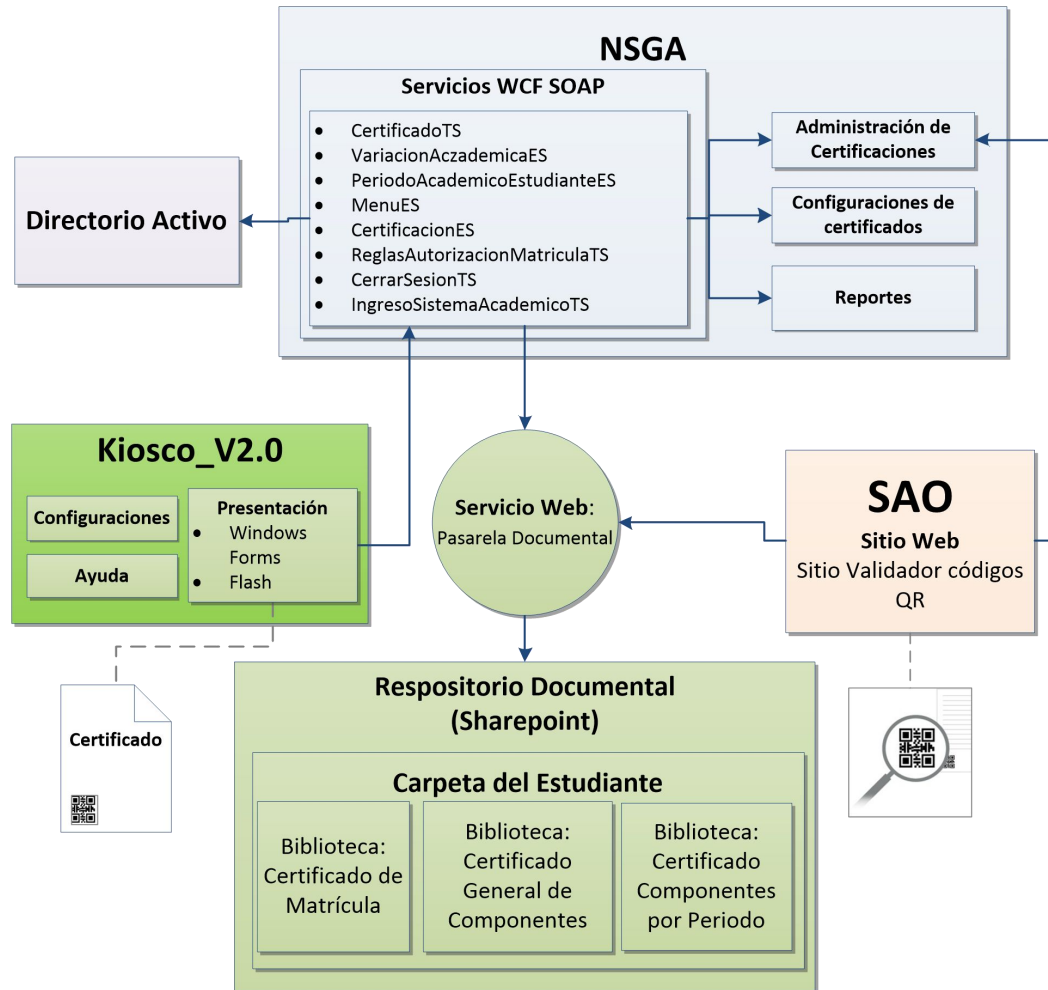 NSGA
Servicios WCF SOAP
• CertificadoTS
• VariacionAczademicaES
• PeriodoAcademicoEstudianteES
• MenuES
• CertificacionES
• ReglasAutorizacionMatriculaTS
• CerrarSesionTS
• IngresoSistemaAcademicoTS
Administración de
Certificaciones
Configuraciones de
certificados
Reportes
Directorio Activo
Kiosco_V2.0
Configuraciones
Ayuda
Presentación
• Windows
Forms
• Flash
Certificado
Servicio Web:
Pasarela Documental
SAO
Sitio Web
Sitio Validador códigos
QR
Respositorio Documental
(Sharepoint)
Carpeta del Estudiante
Biblioteca:
Certificado de
Matrícula
Biblioteca:
Certificado
General de
Componentes
Biblioteca:
Certificado
Componentes
por Periodo